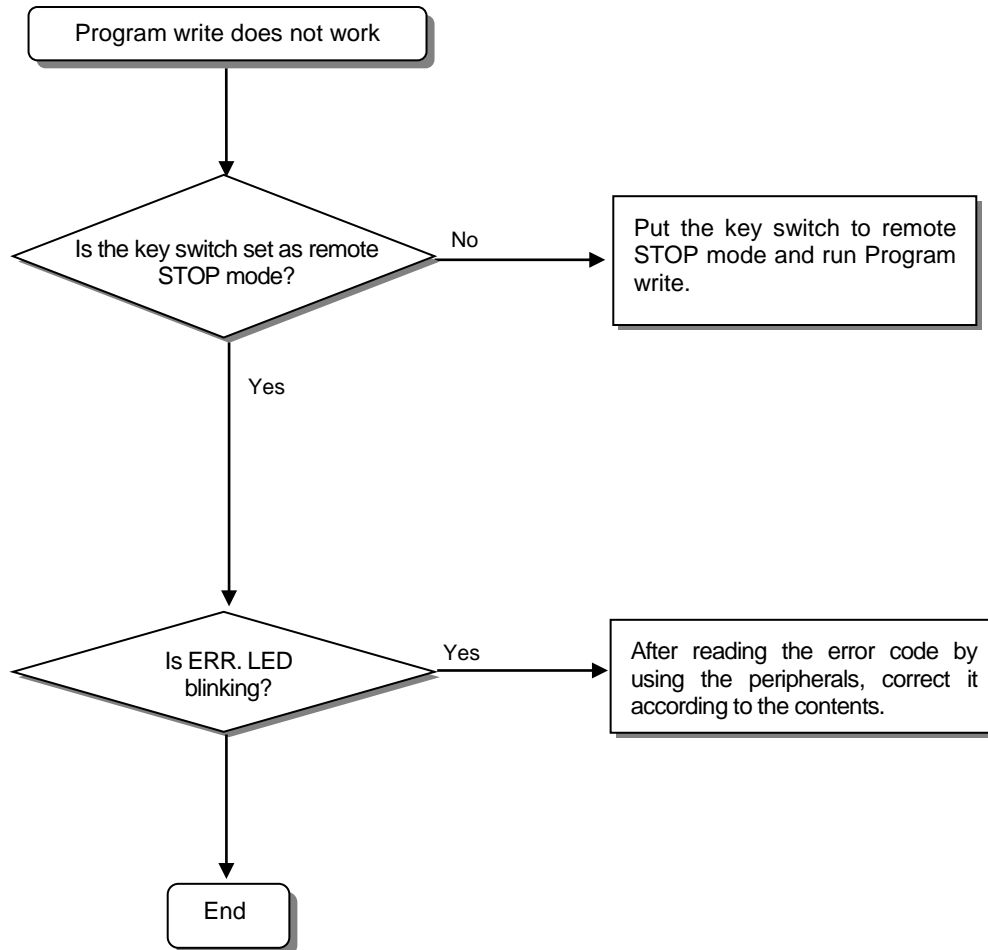 Program write does not work
Is the key switch set as remote
STOP mode?
No
Put the key switch to remote
STOP mode and run Program
write.
Yes
Is ERR. LED
blinking?
Yes
After reading the error code by
using the peripherals, correct it
according to the contents.
End